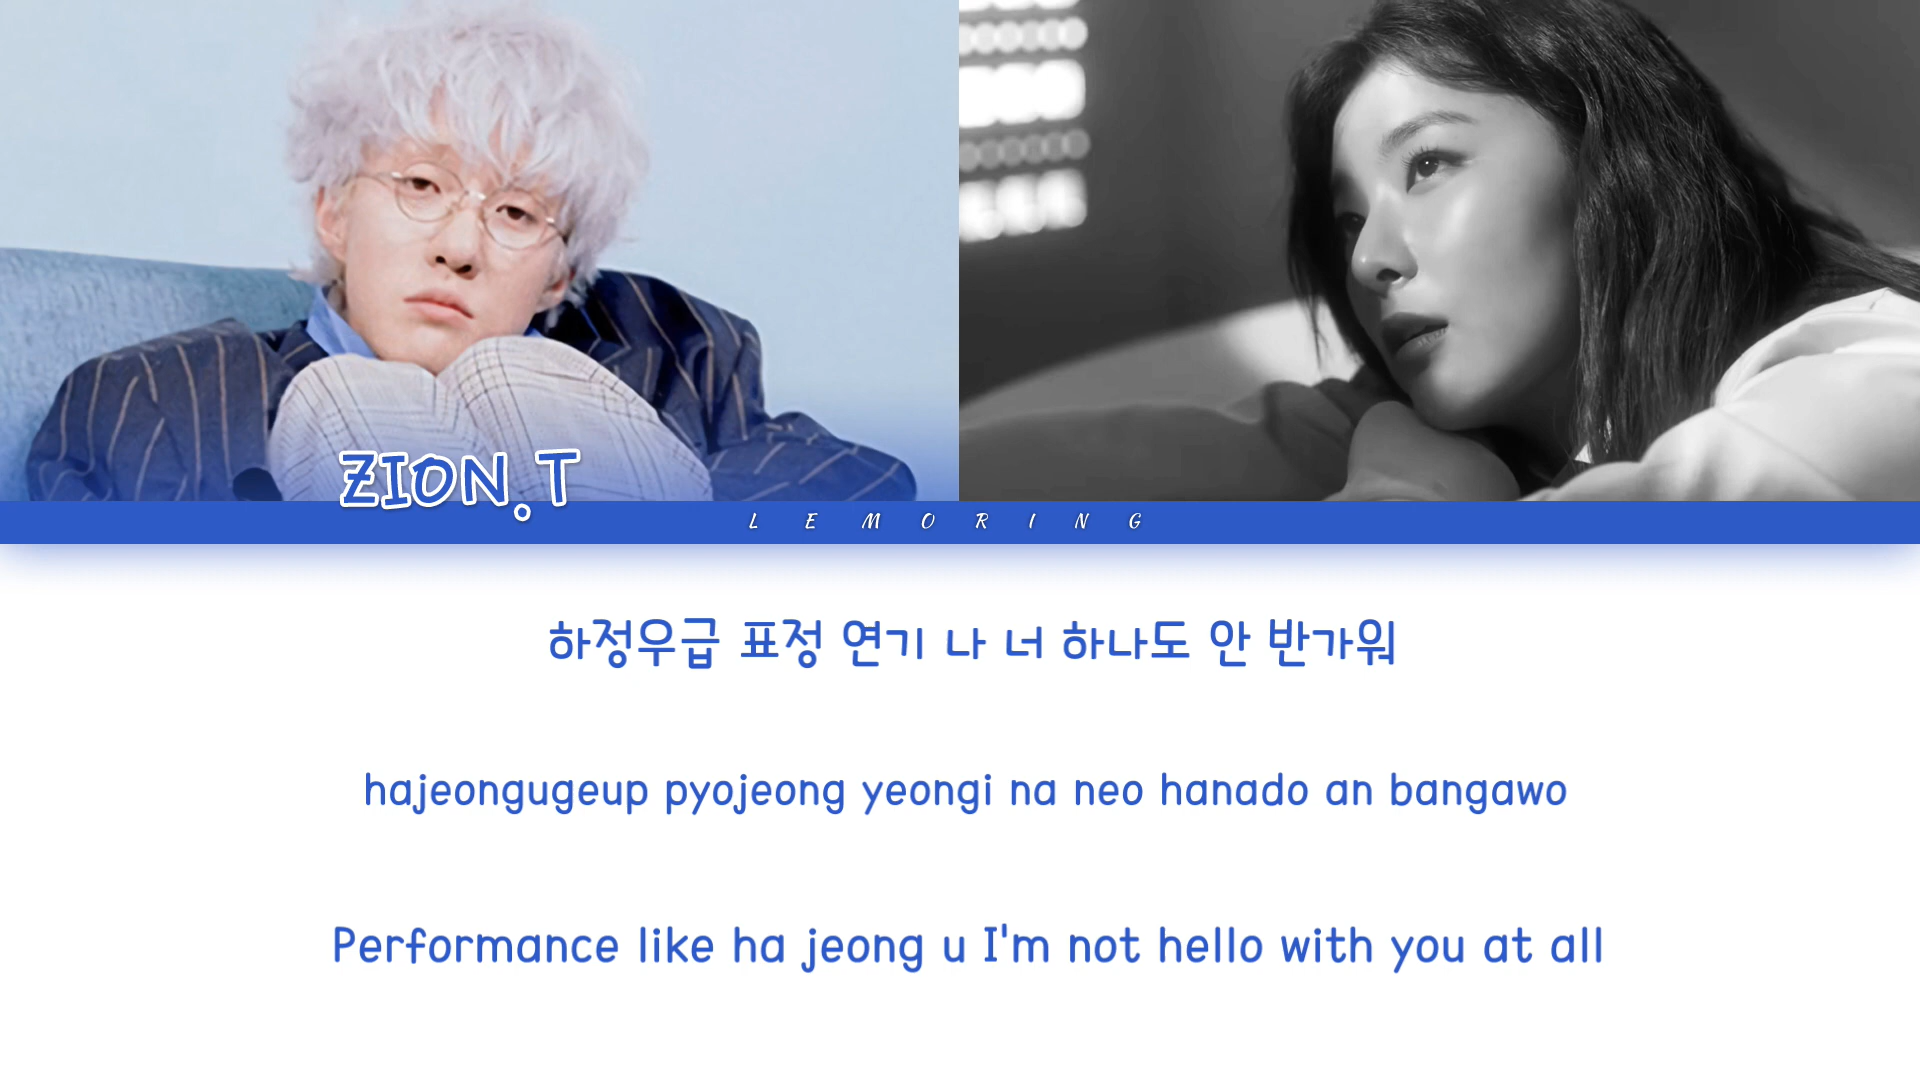 ZION.T
LEMORING
하정우급 표정 연기 나 너 하나도 안 반가워
hajeongugeup pyojeong yeongi na neo hanado an bangawo
Performance like ha jeong u I'm not hello with you at all